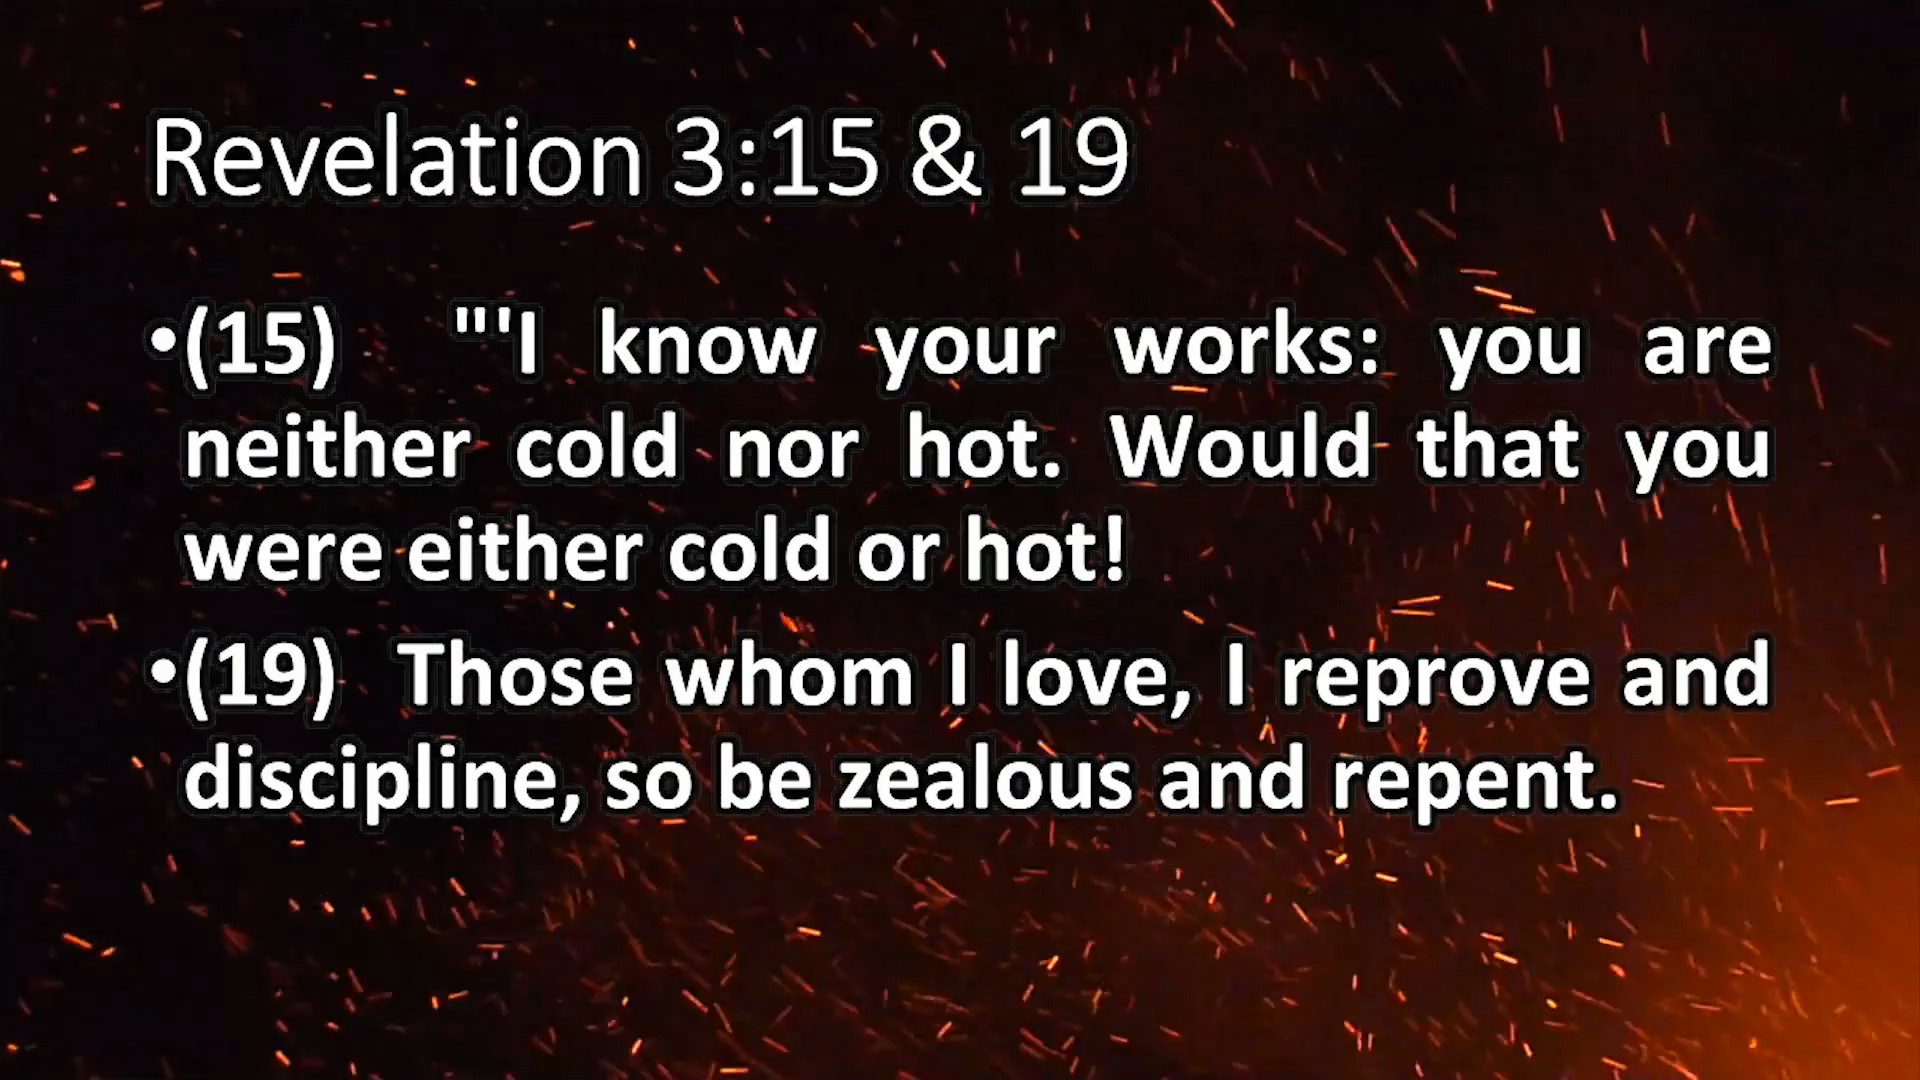 Revelation 3:15 & 19
•(15) "'I know your works: you are
neither cold nor hot. Would that you
were either cold or hot!
•(19) Those whom I love, I reprove and
discipline, so be zealous and repent.